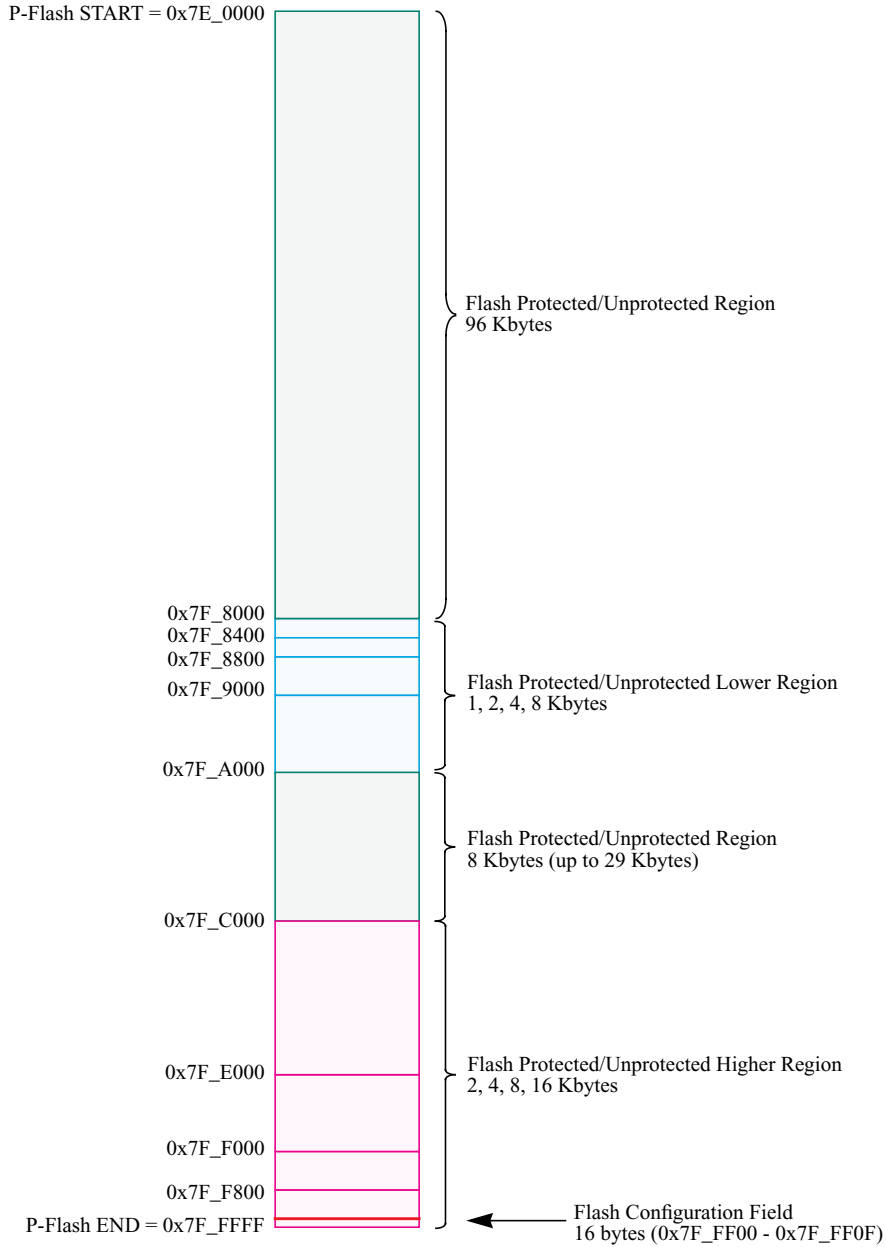 P-Flash START = 0x7E_0000
Flash Protected/Unprotected Region
96 Kbytes
0x7F_8000
0x7F_8400
0x7F_8800
0x7F_9000
Flash Protected/Unprotected Lower Region
1, 2, 4, 8 Kbytes
0x7F_A000
Flash Protected/Unprotected Region
8 Kbytes (up to 29 Kbytes)
0x7F_C000
Flash Protected/Unprotected Higher Region
2, 4, 8, 16 Kbytes
0x7F_E000
0x7F_F000
0x7F_F800
P-Flash END = 0x7F_FFFF
Flash Configuration Field
16 bytes (0x7F_FF00 - 0x7F_FF0F)